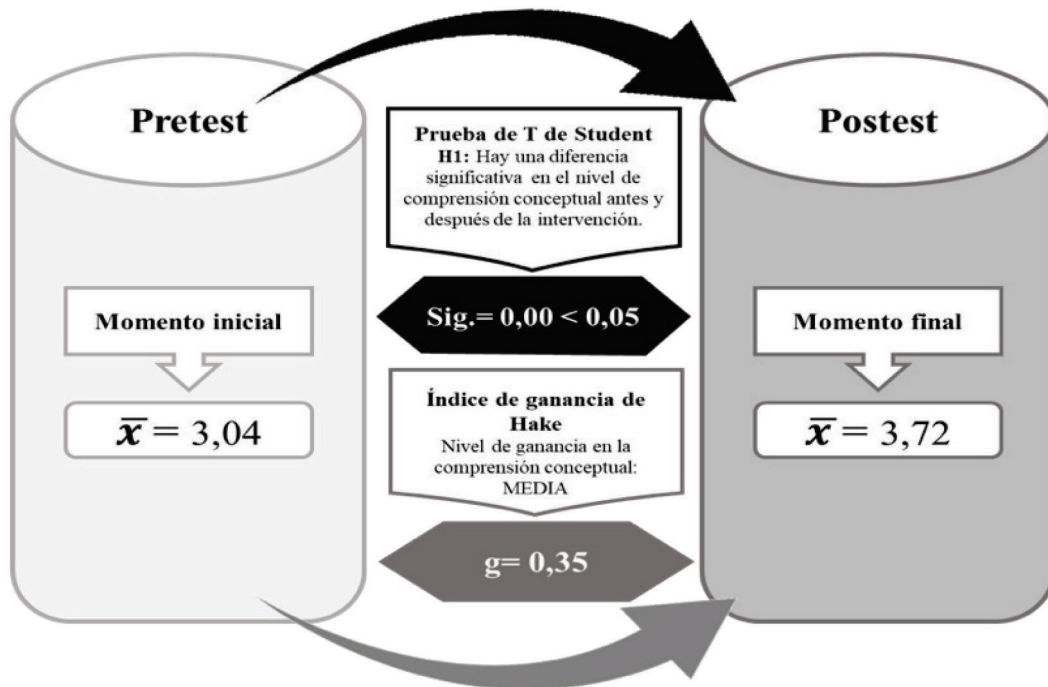 Pretest
Momento inicial
x̄ = 3,04
Prueba de T de Student
H1: Hay una diferencia
significativa en el nivel de
comprensión conceptual antes y
después de la intervención.
Sig.= 0,00 < 0,05
Índice de ganancia de
Hake
Nivel de ganancia en la
comprensión conceptual:
MEDIA
g= 0,35
Postest
Momento final
x̄ = 3,72